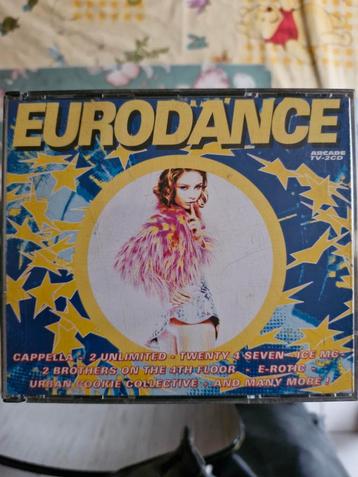 EURODANCE
ARCADE
TV-2CD
CAPPELLA - 2 UNLIMITED - TWENTY 4 SEVEN - ICE MC -
2 BROTHERS ON THE 4TH FLOOR - E-ROTIC -
URBAN COOKIE COLLECTIVE - AND MANY MORE !